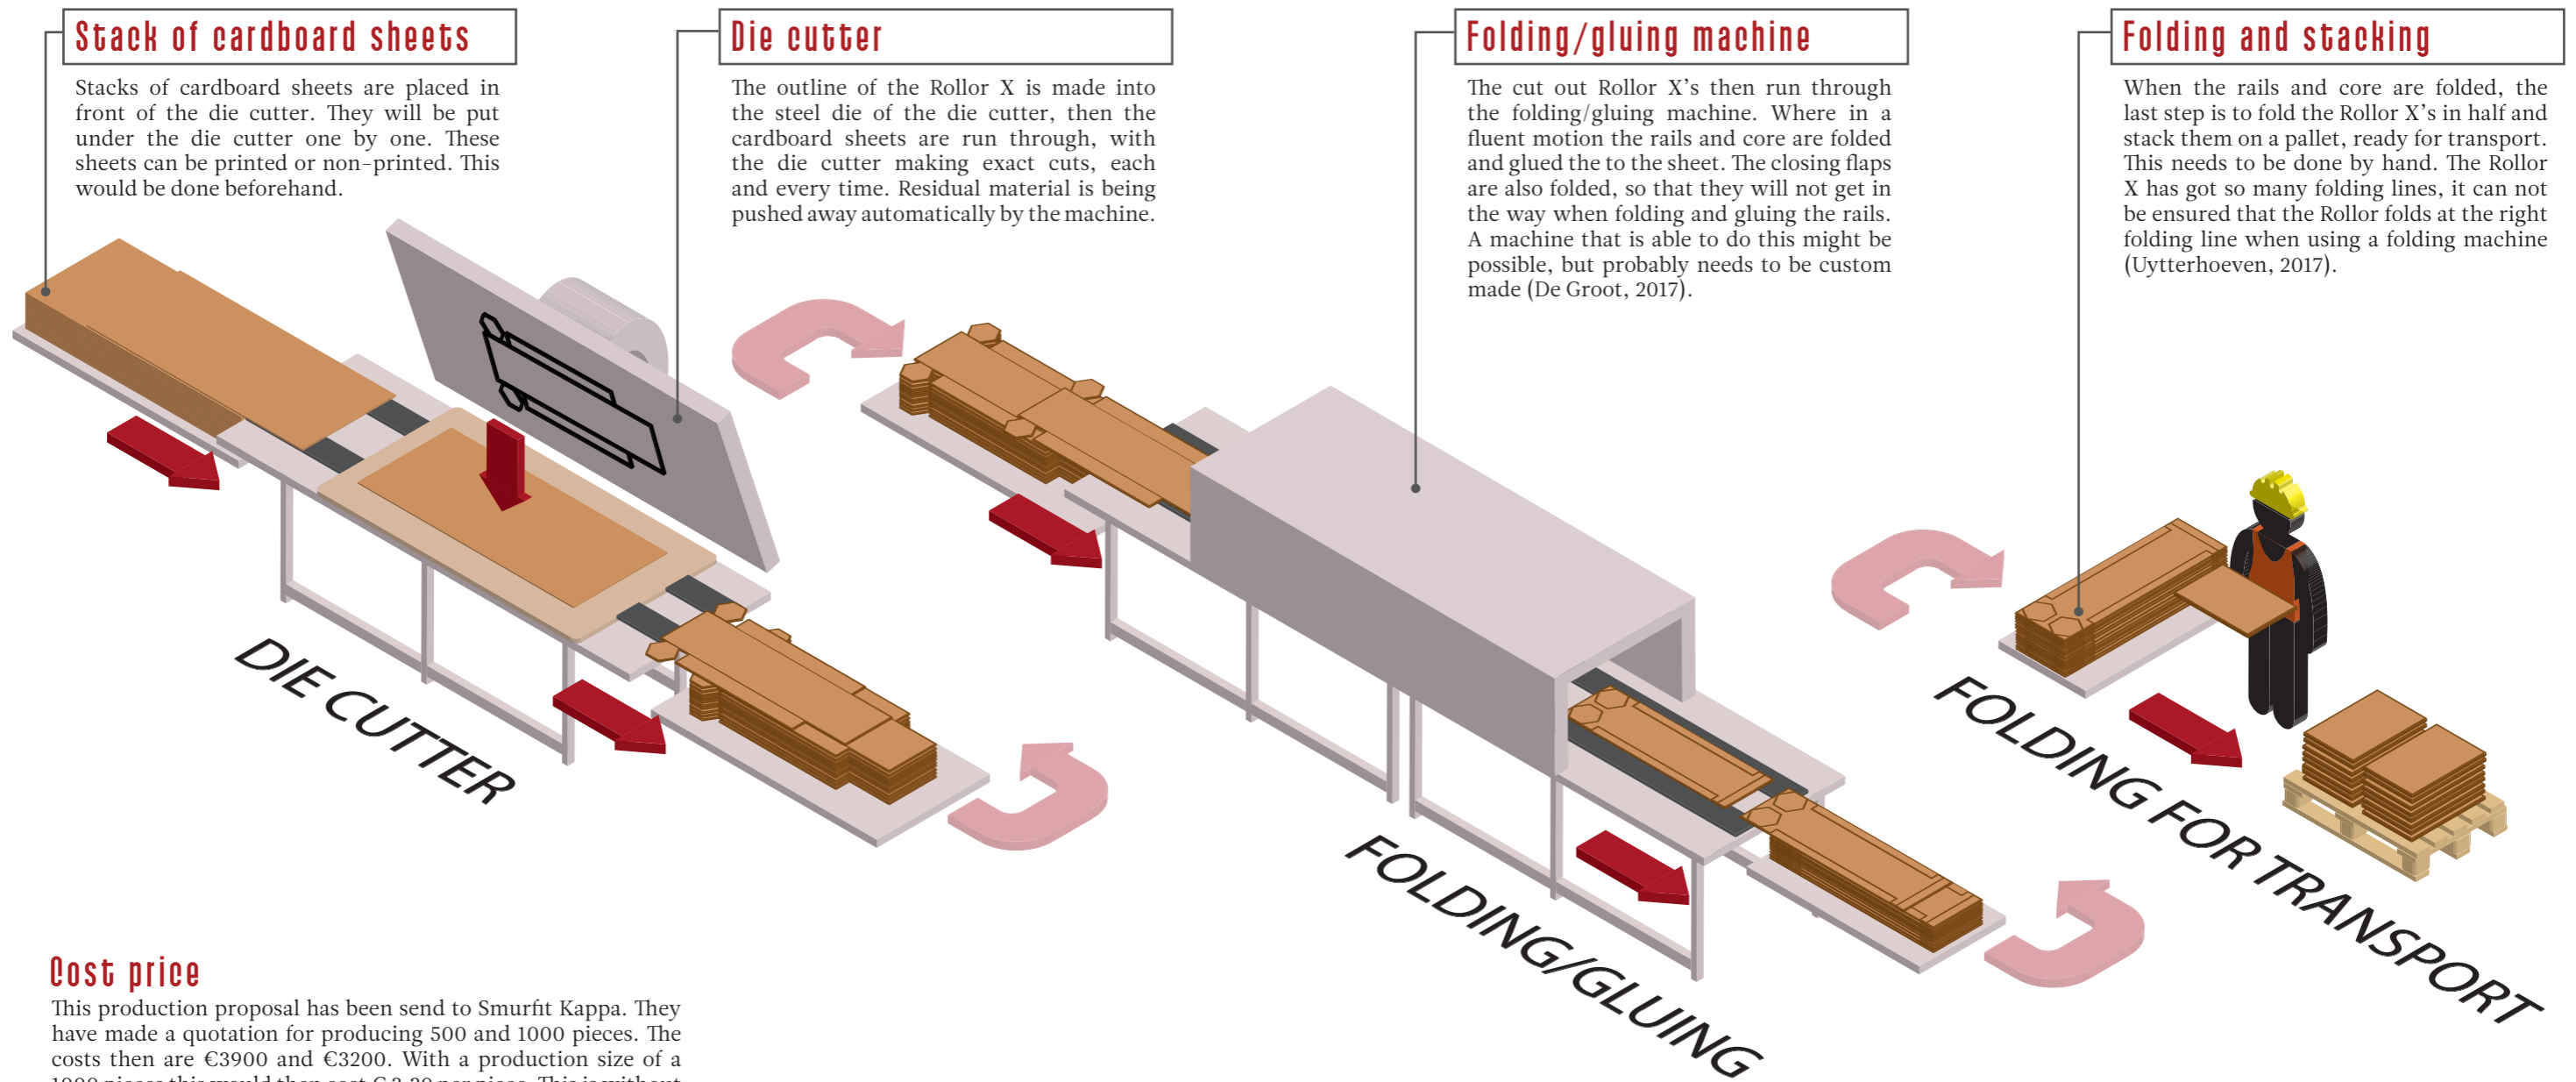 Stack of cardboard sheets
Stacks of cardboard sheets are placed in
front of the die cutter. They will be put
under the die cutter one by one. These
sheets can be printed or non-printed. This
would be done beforehand.
Die cutter
The outline of the Rollor X is made into
the steel die of the die cutter, then the
cardboard sheets are run through, with
the die cutter making exact cuts, each
and every time. Residual material is being
pushed away automatically by the machine.
Folding/gluing machine
The cut out Rollor X's then run through
the folding/gluing machine. Where in a
fluent motion the rails and core are folded
and glued the to the sheet. The closing flaps
are also folded, so that they will not get in
the way when folding and gluing the rails.
A machine that is able to do this might be
possible, but probably needs to be custom
made (De Groot, 2017).
Folding and stacking
When the rails and core are folded, the
last step is to fold the Rollor X's in half and
stack them on a pallet, ready for transport.
This needs to be done by hand. The Rollor
X has got so many folding lines, it can not
be ensured that the Rollor folds at the right
folding line when using a folding machine
(Uytterhoeven, 2017).
DIE CUTTER
FOLDING/GLUING
FOLDING FOR TRANSPORT
Cost price
This production proposal has been send to Smurfit Kappa. They
have made a quotation for producing 500 and 1000 pieces. The
costs then are €3900 and €3200. With a production size of a
1000 pieces this would then cost € 3,20 per piece. This is without